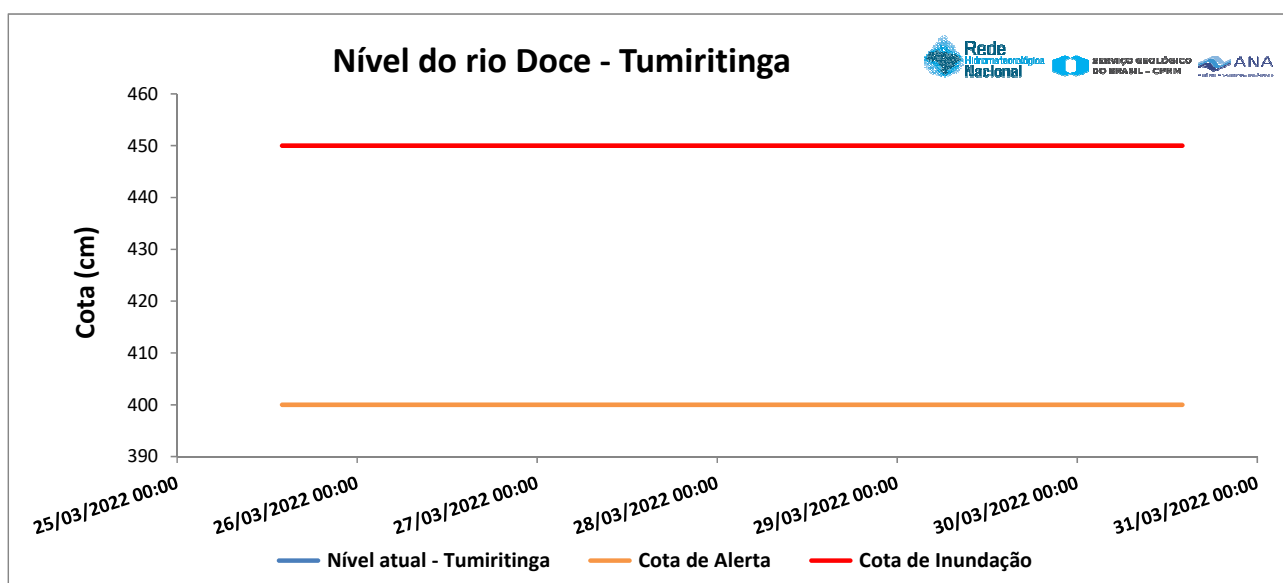 Nível do rio Doce - Tumiritinga
Rede
Hidrometeorológica
Nacional
SERVIÇO GEOLÓGICO
DO BRASIL - CPRM
ANA
Cota (cm)
460
450
440
430
420
410
400
390
25/03/2022 00:00
26/03/2022 00:00
27/03/2022 00:00
28/03/2022 00:00
29/03/2022 00:00
30/03/2022 00:00
31/03/2022 00:00
Nível atual - Tumiritinga
Cota de Alerta
Cota de Inundação